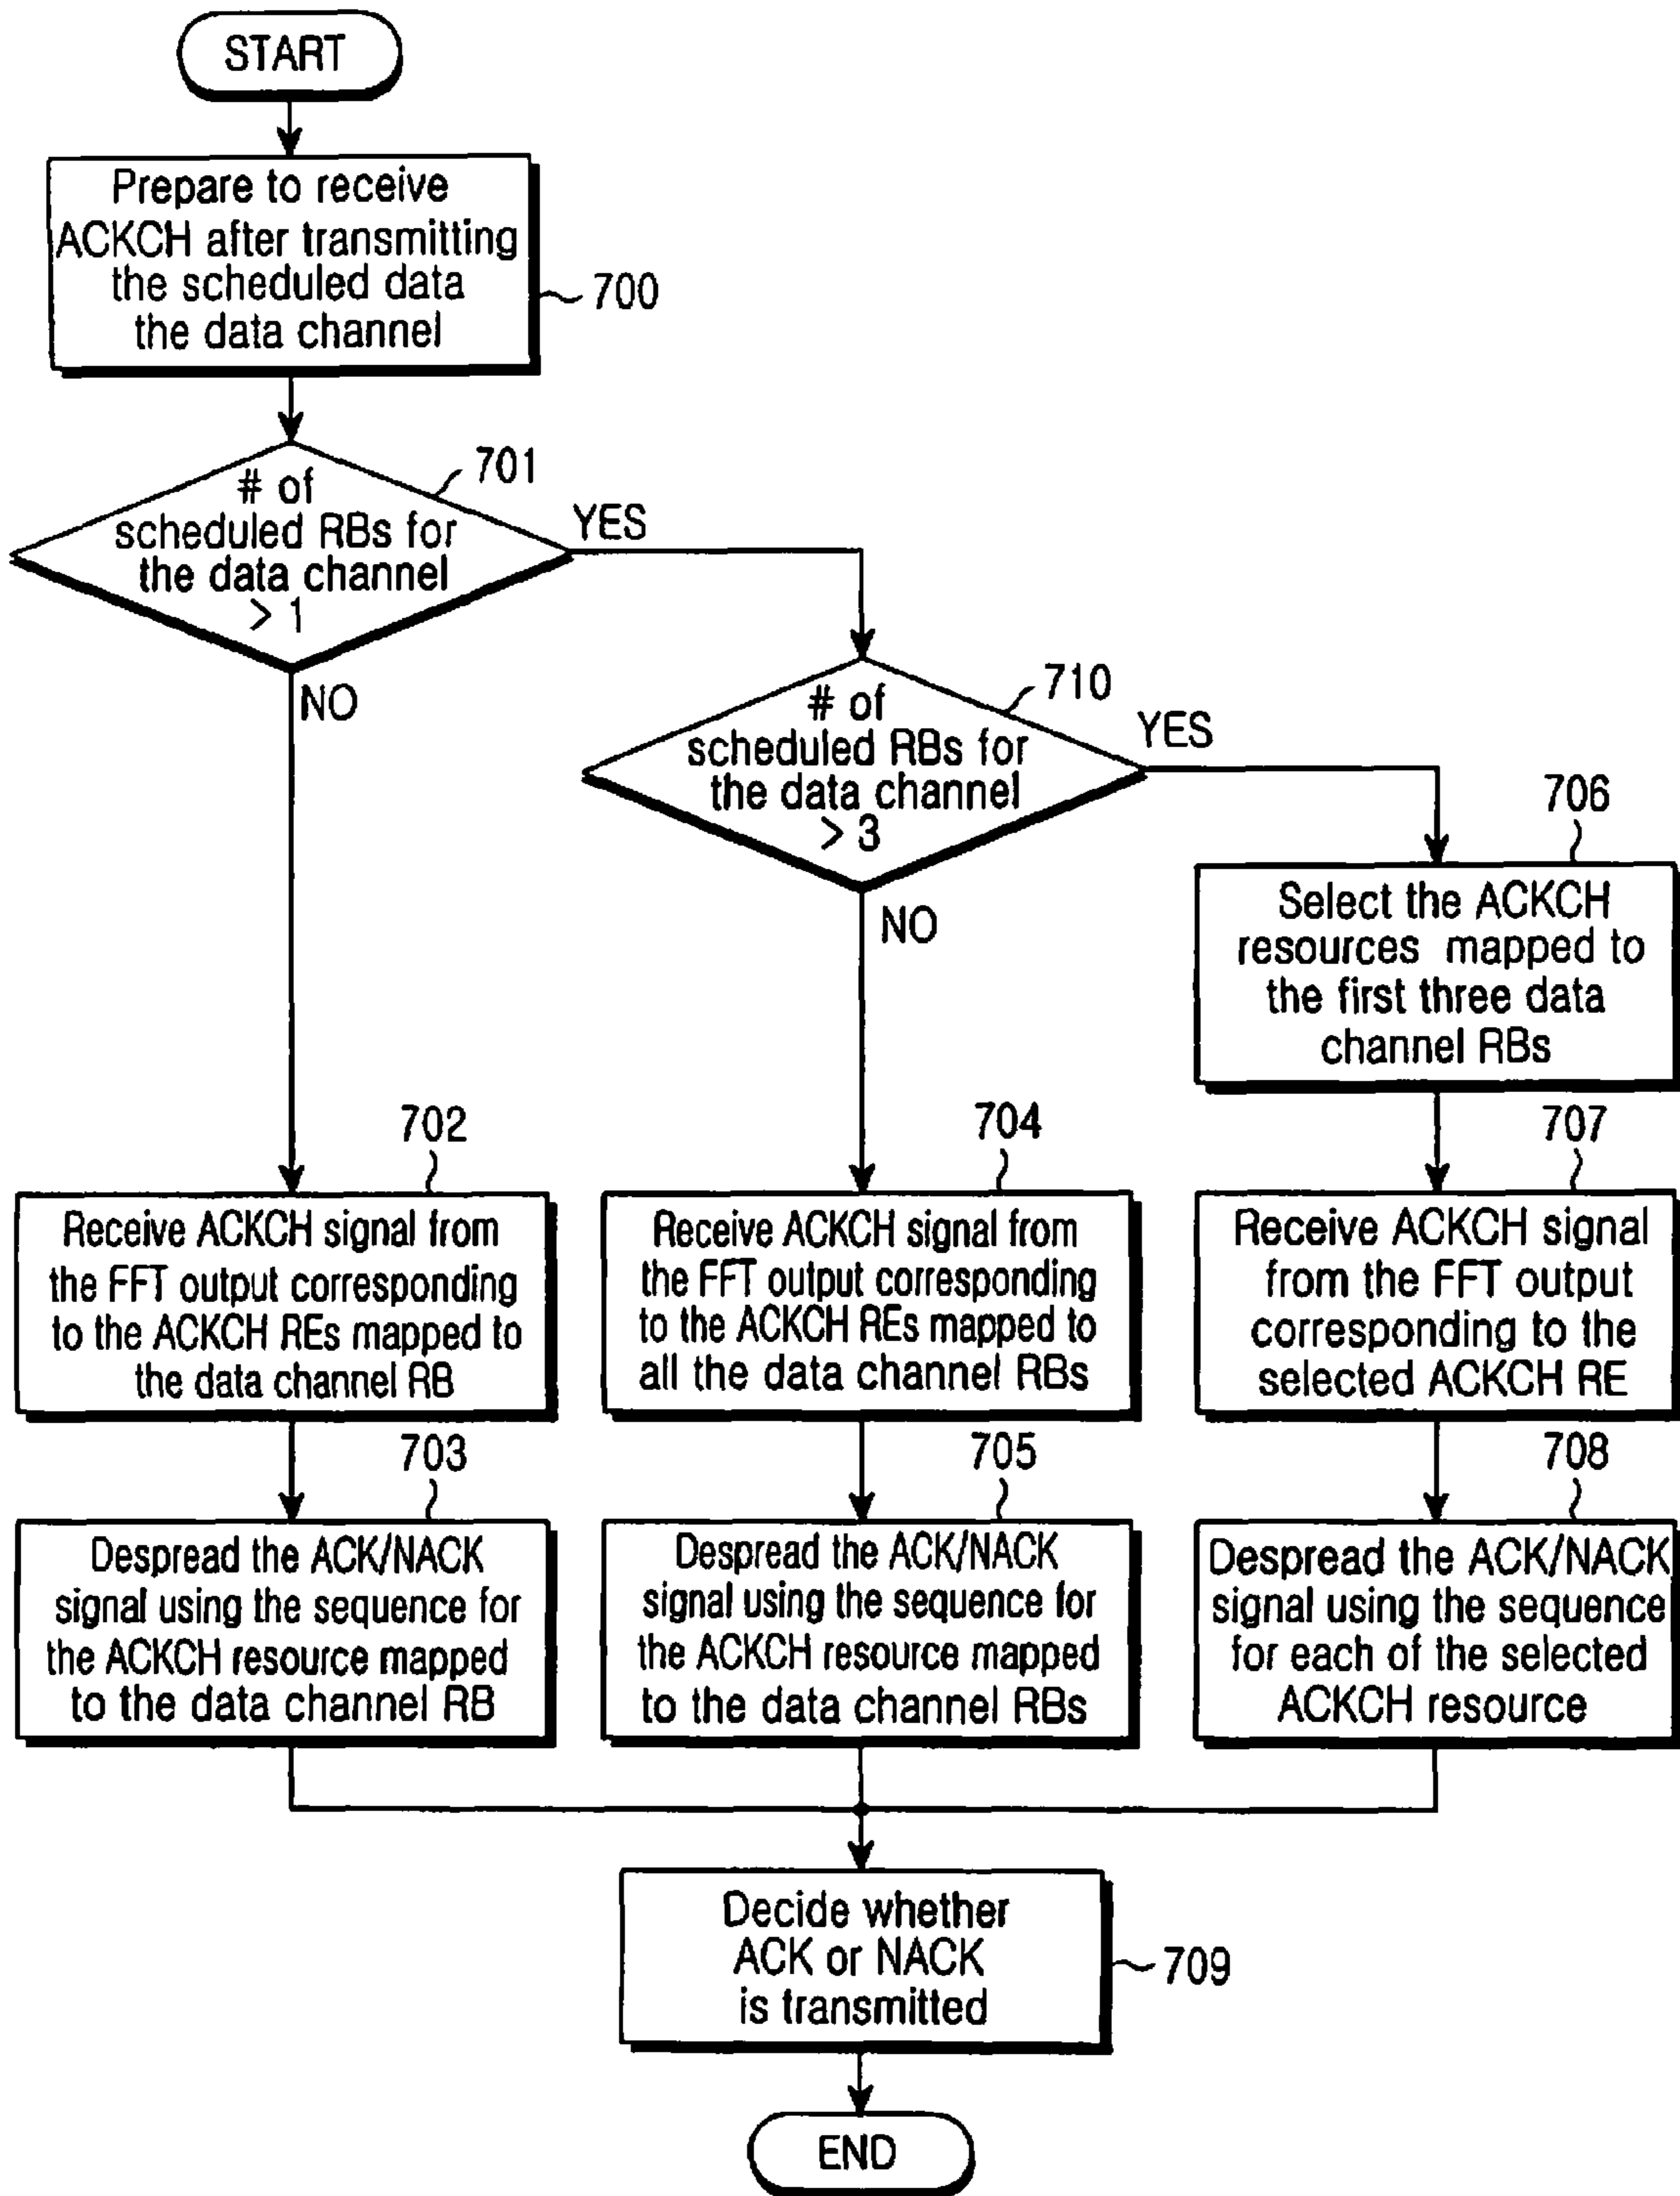 START
Prepare to receive
ACKCH after transmitting
the scheduled data
the data channel
700
# of
scheduled RBs for
the data channel
> 1
701
YES
NO
# of
scheduled RBs for
the data channel
> 3
710
YES
NO
706
Select the ACKCH
resources mapped to
the first three data
channel RBs
702
Receive ACKCH signal from
the FFT output corresponding
to the ACKCH REs mapped to
the data channel RB
704
Receive ACKCH signal from
the FFT output corresponding
to the ACKCH REs mapped to
all the data channel RBs
707
Receive ACKCH signal
from the FFT output
corresponding to the
selected ACKCH RE
703
Despread the ACK/NACK
signal using the sequence for
the ACKCH resource mapped
to the data channel RB
705
Despread the ACK/NACK
signal using the sequence for
the ACKCH resource mapped
to the data channel RBs
708
Despread the ACK/NACK
signal using the sequence
for each of the selected
ACKCH resource
Decide whether
ACK or NACK
is transmitted
709
END